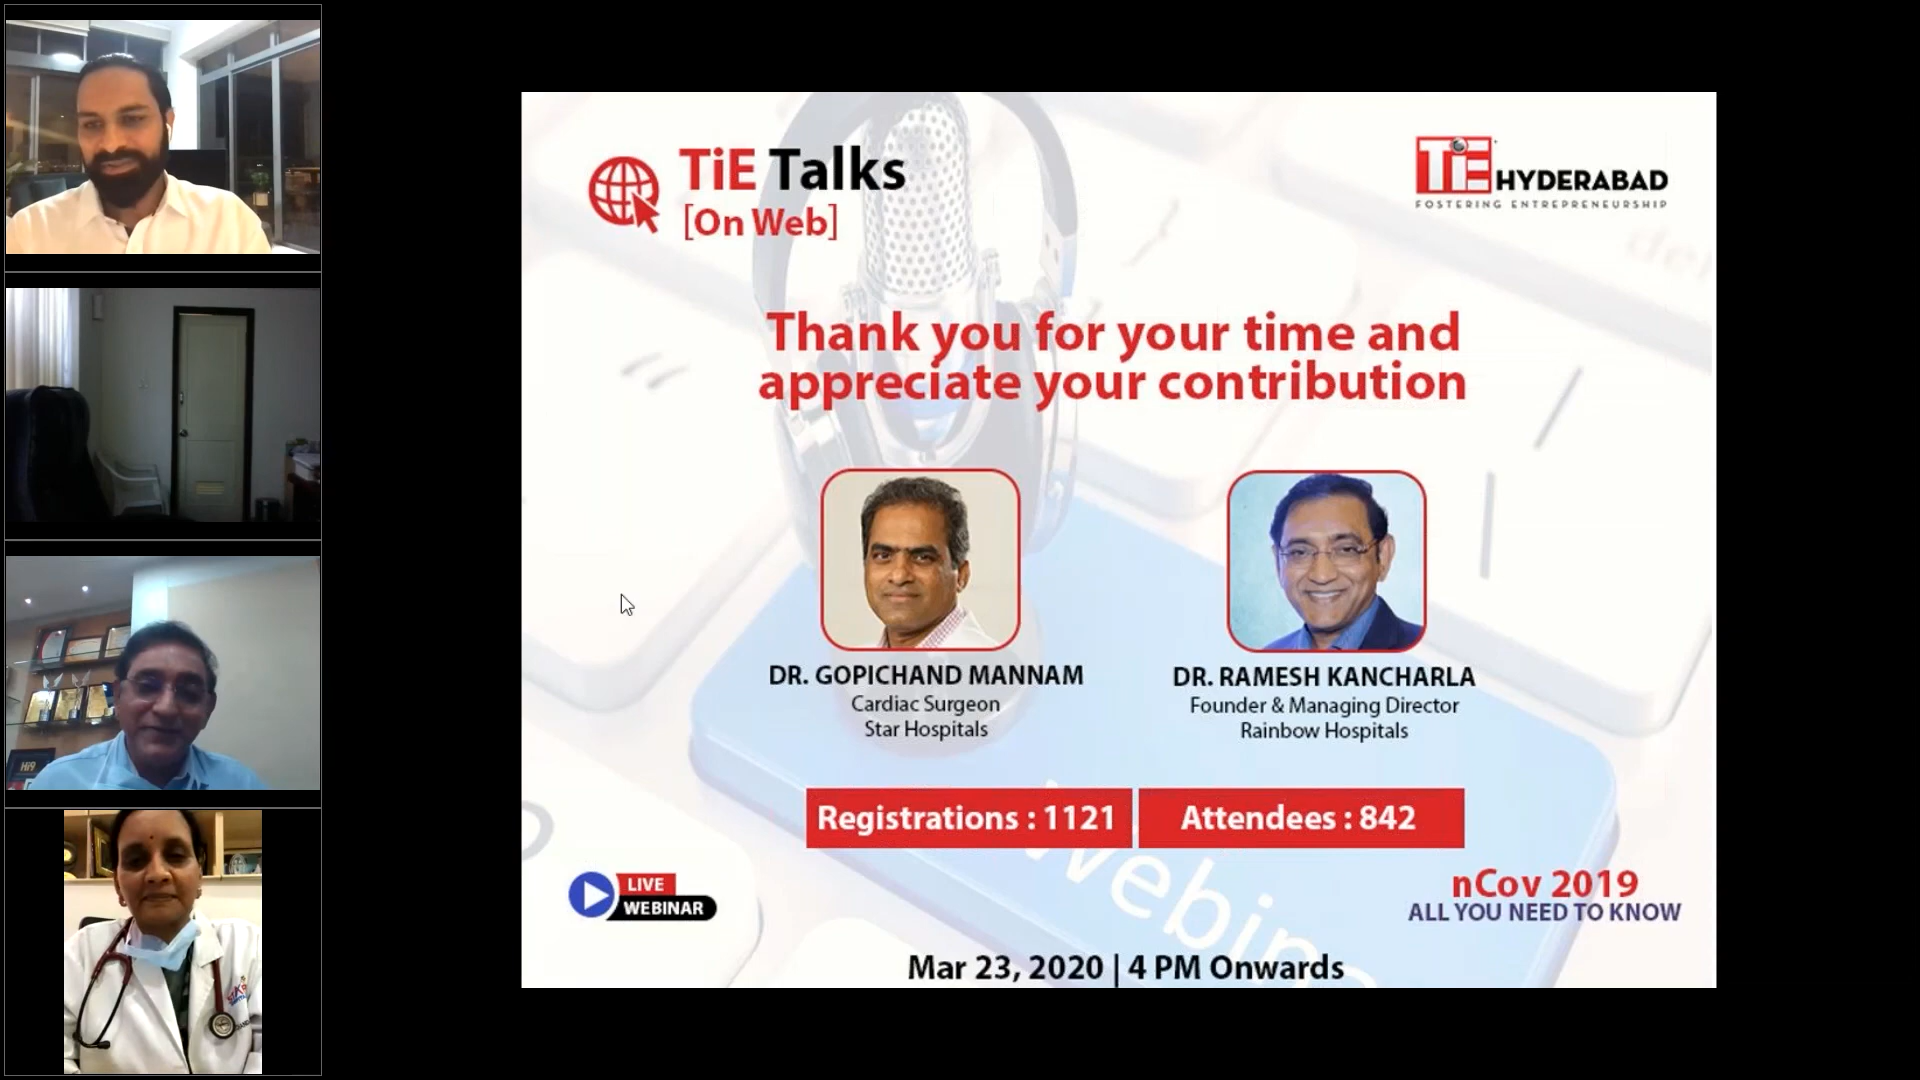 TiE Talks
[On Web]
TiE HYDERABAD
FOSTERING ENTREPRENEURSHIP
Thank you for your time and
appreciate your contribution
DR. GOPICHAND MANNAM
Cardiac Surgeon
Star Hospitals
DR. RAMESH KANCHARLA
Founder & Managing Director
Rainbow Hospitals
Registrations : 1121
Attendees : 842
LIVE
WEBINAR
nCov 2019
ALL YOU NEED TO KNOW
Mar 23, 2020 | 4 PM Onwards
Hi9